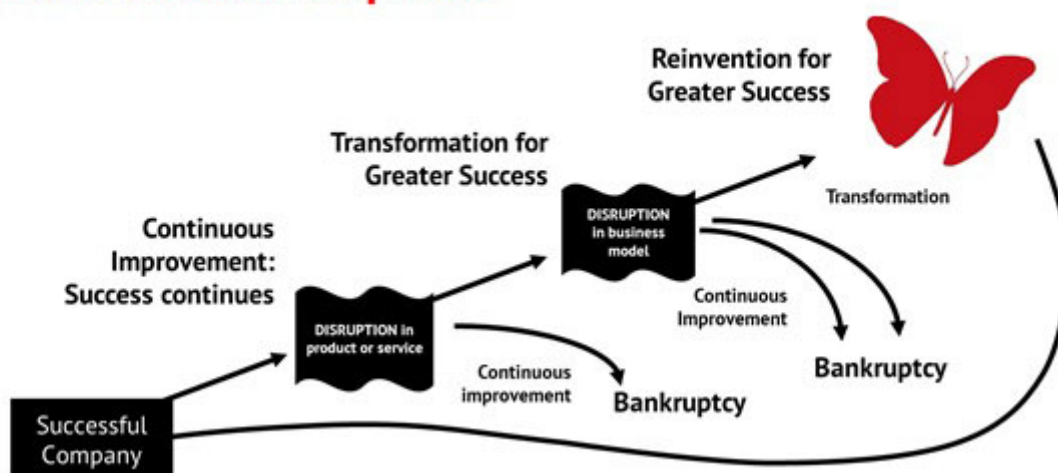 Reinvention for
Greater Success
Transformation for
Greater Success
DISRUPTION
in business
model
Transformation
Continuous
Improvement:
Success continues
Continuous
Improvement
DISRUPTION in
product or service
Bankruptcy
Continuous
improvement
Bankruptcy
Successful
Company